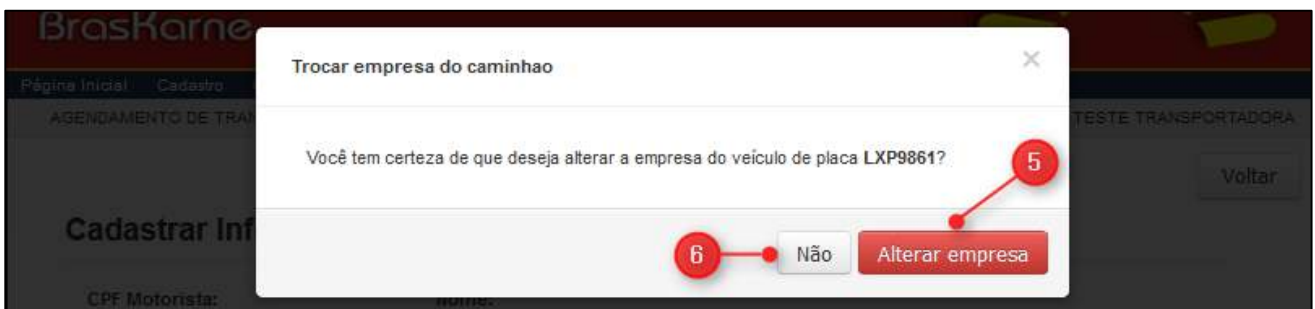 BrasKarne
Trocar empresa do caminhao
×
Página Inicial Cadastro
AGENDAMENTO DE TRAN
TESTE TRANSPORTADORA
Você tem certeza de que deseja alterar a empresa do veículo de placa LXP9861?
5
Voltar
Cadastrar Inf
6
Não
Alterar empresa
CPF Motorista:
Nome: